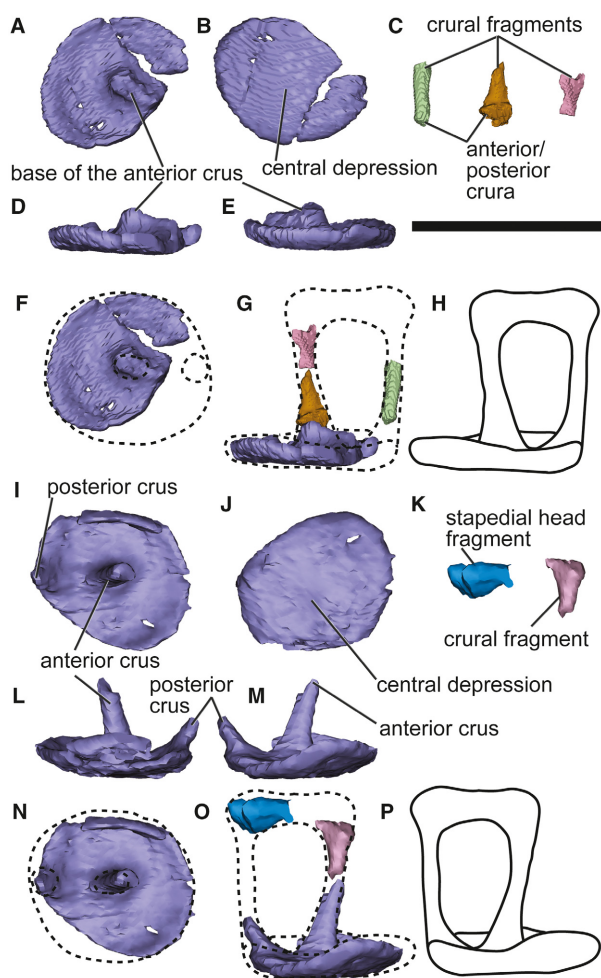 A
B
C
crural fragments
base of the anterior crus
central depression
anterior/
posterior
crura
D
E
F
G
H
I
posterior crus
J
K
stapedial head
fragment
anterior crus
crural fragment
L
posterior
crus
M
central depression
anterior crus
N
O
P